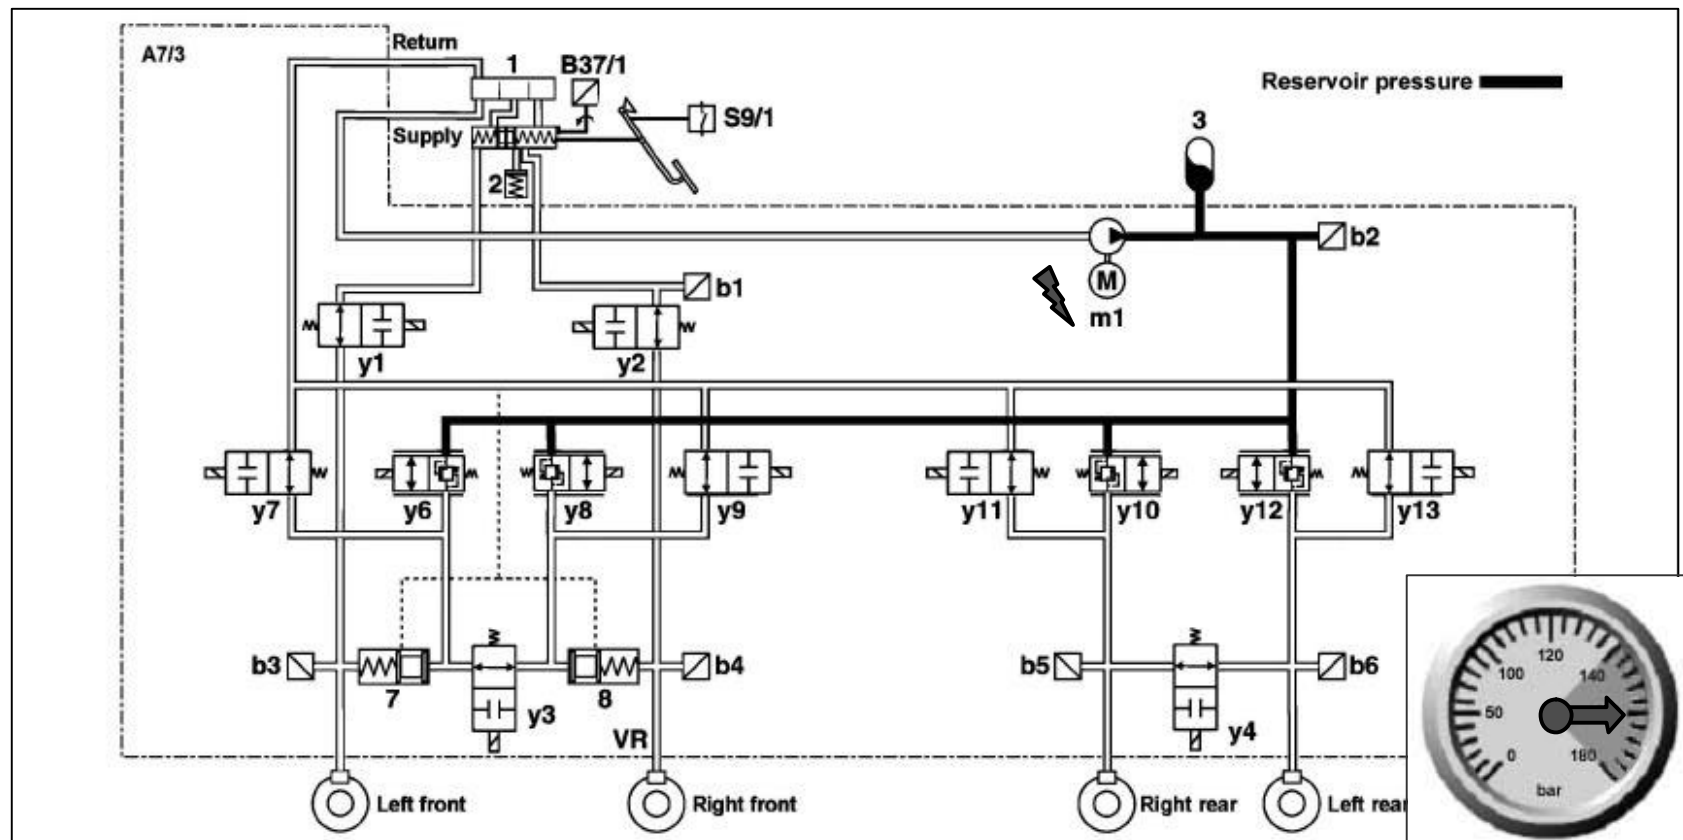 A7/3
Return
1
B37/1
Reservoir pressure
S9/1
Supply
3
2
b2
b1
M
m1
y1
y2
y7
y6
y8
y9
y11
y10
y12
y13
b3
7
y3
8
b4
b5
y4
b6
VR
Left front
Right front
Right rear
Left rear
120
100
140
50
0
180
bar